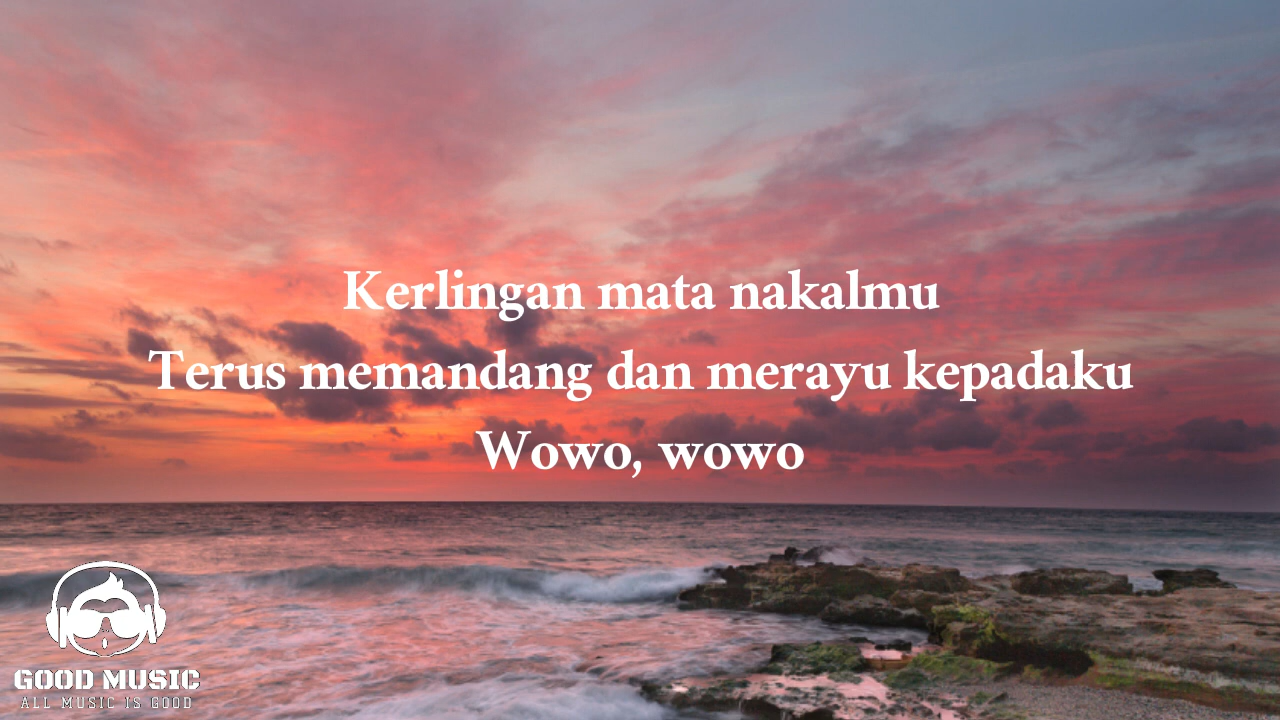 Kerlingan mata nakalmu
Terus memandang dan merayu kepadaku
Wowo, wowo
GOOD MUSIC
ALL MUSIC IS GOOD